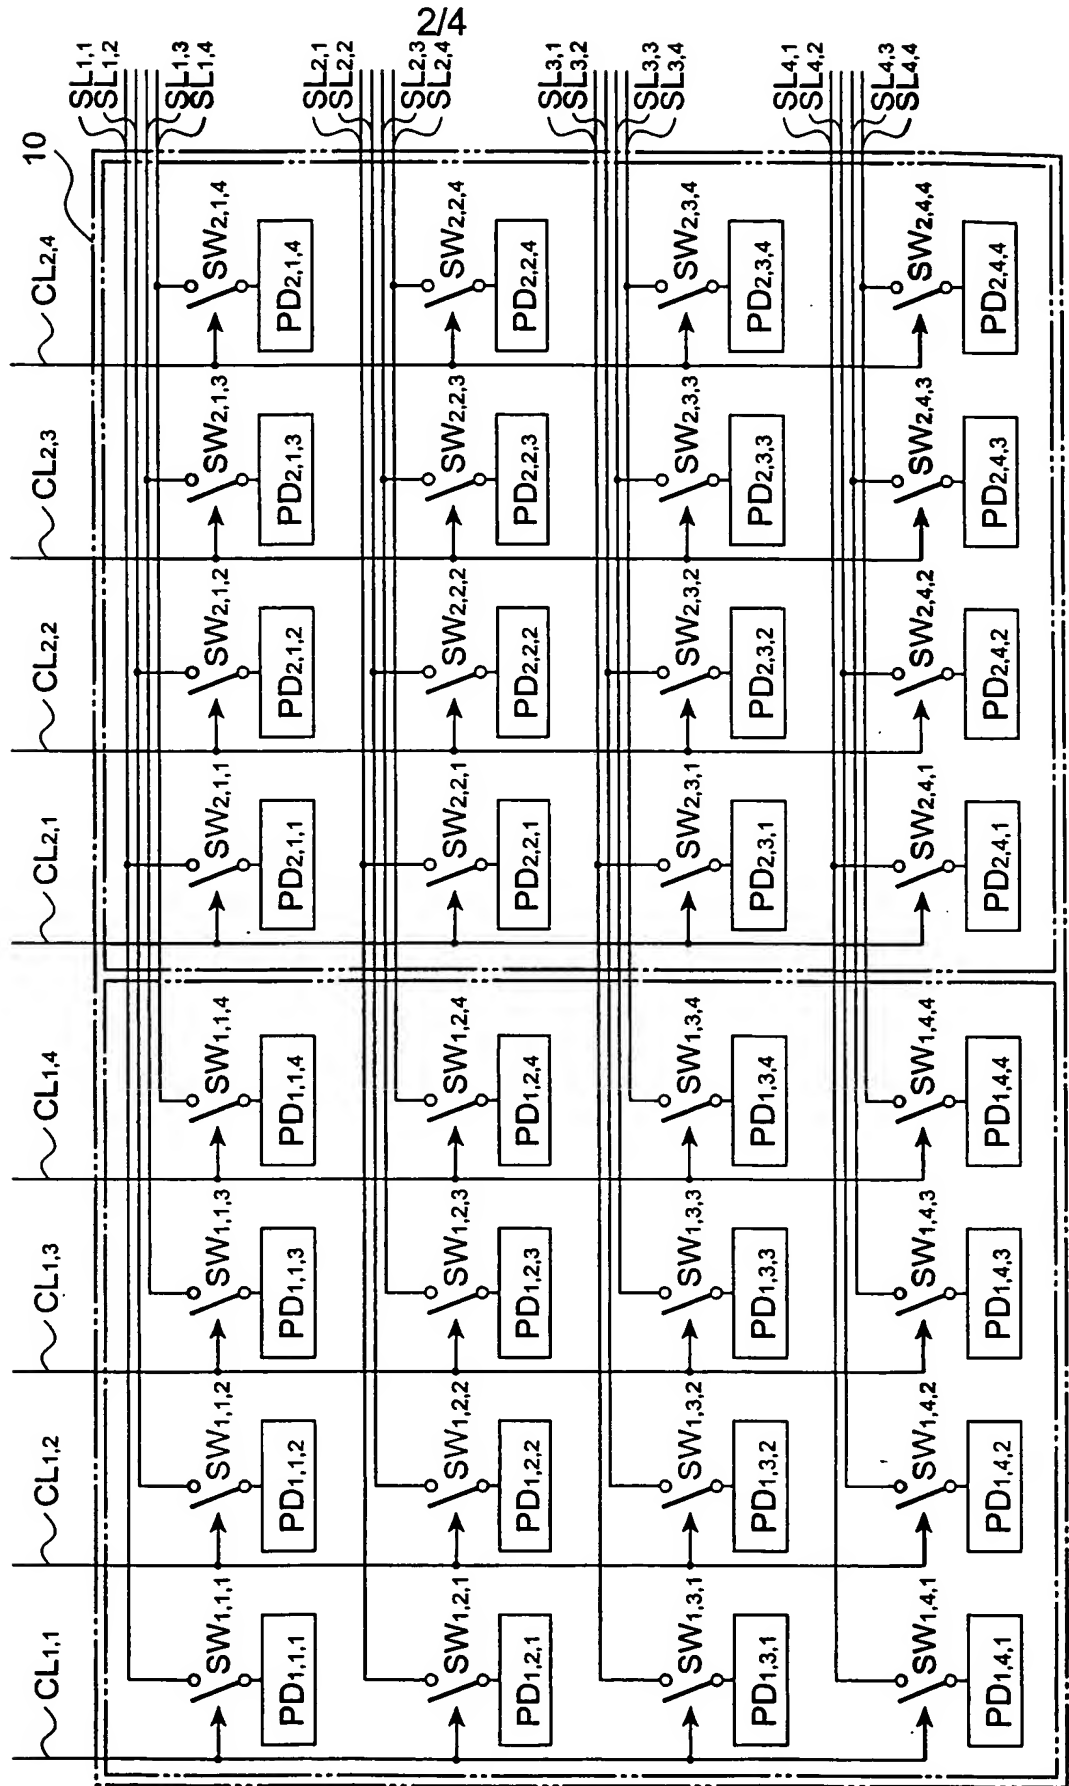 2/4
10
SL1,1
SL1,2
SL1,3
SL1,4
SL2,1
SL2,2
SL2,3
SL2,4
SL3,1
SL3,2
SL3,3
SL3,4
SL4,1
SL4,2
SL4,3
SL4,4
CL1,1
CL1,2
CL1,3
CL1,4
CL2,1
CL2,2
CL2,3
CL2,4
SW1,1,1
SW1,1,2
SW1,1,3
SW1,1,4
SW2,1,1
SW2,1,2
SW2,1,3
SW2,1,4
PD1,1,1
PD1,1,2
PD1,1,3
PD1,1,4
PD2,1,1
PD2,1,2
PD2,1,3
PD2,1,4
SW1,2,1
SW1,2,2
SW1,2,3
SW1,2,4
SW2,2,1
SW2,2,2
SW2,2,3
SW2,2,4
PD1,2,1
PD1,2,2
PD1,2,3
PD1,2,4
PD2,2,1
PD2,2,2
PD2,2,3
PD2,2,4
SW1,3,1
SW1,3,2
SW1,3,3
SW1,3,4
SW2,3,1
SW2,3,2
SW2,3,3
SW2,3,4
PD1,3,1
PD1,3,2
PD1,3,3
PD1,3,4
PD2,3,1
PD2,3,2
PD2,3,3
PD2,3,4
SW1,4,1
SW1,4,2
SW1,4,3
SW1,4,4
SW2,4,1
SW2,4,2
SW2,4,3
SW2,4,4
PD1,4,1
PD1,4,2
PD1,4,3
PD1,4,4
PD2,4,1
PD2,4,2
PD2,4,3
PD2,4,4